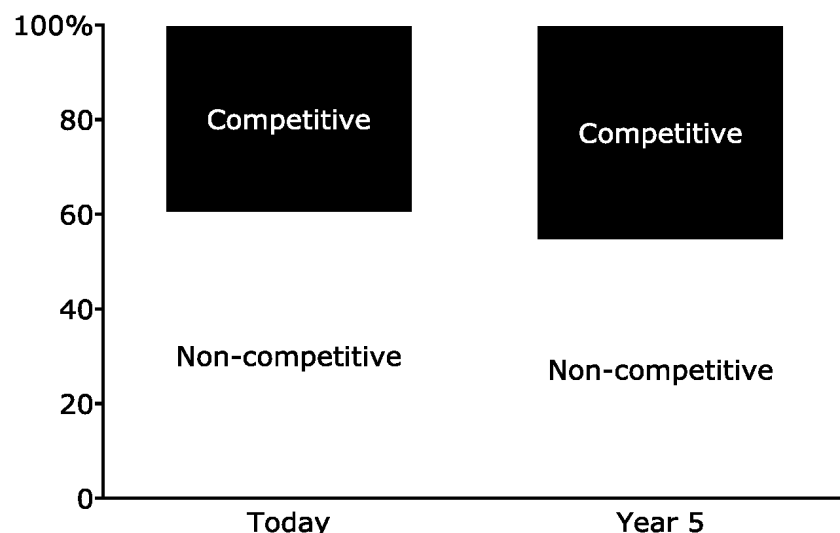 100%
80
60
40
20
0
Competitive
Non-competitive
Competitive
Non-competitive
Today
Year 5